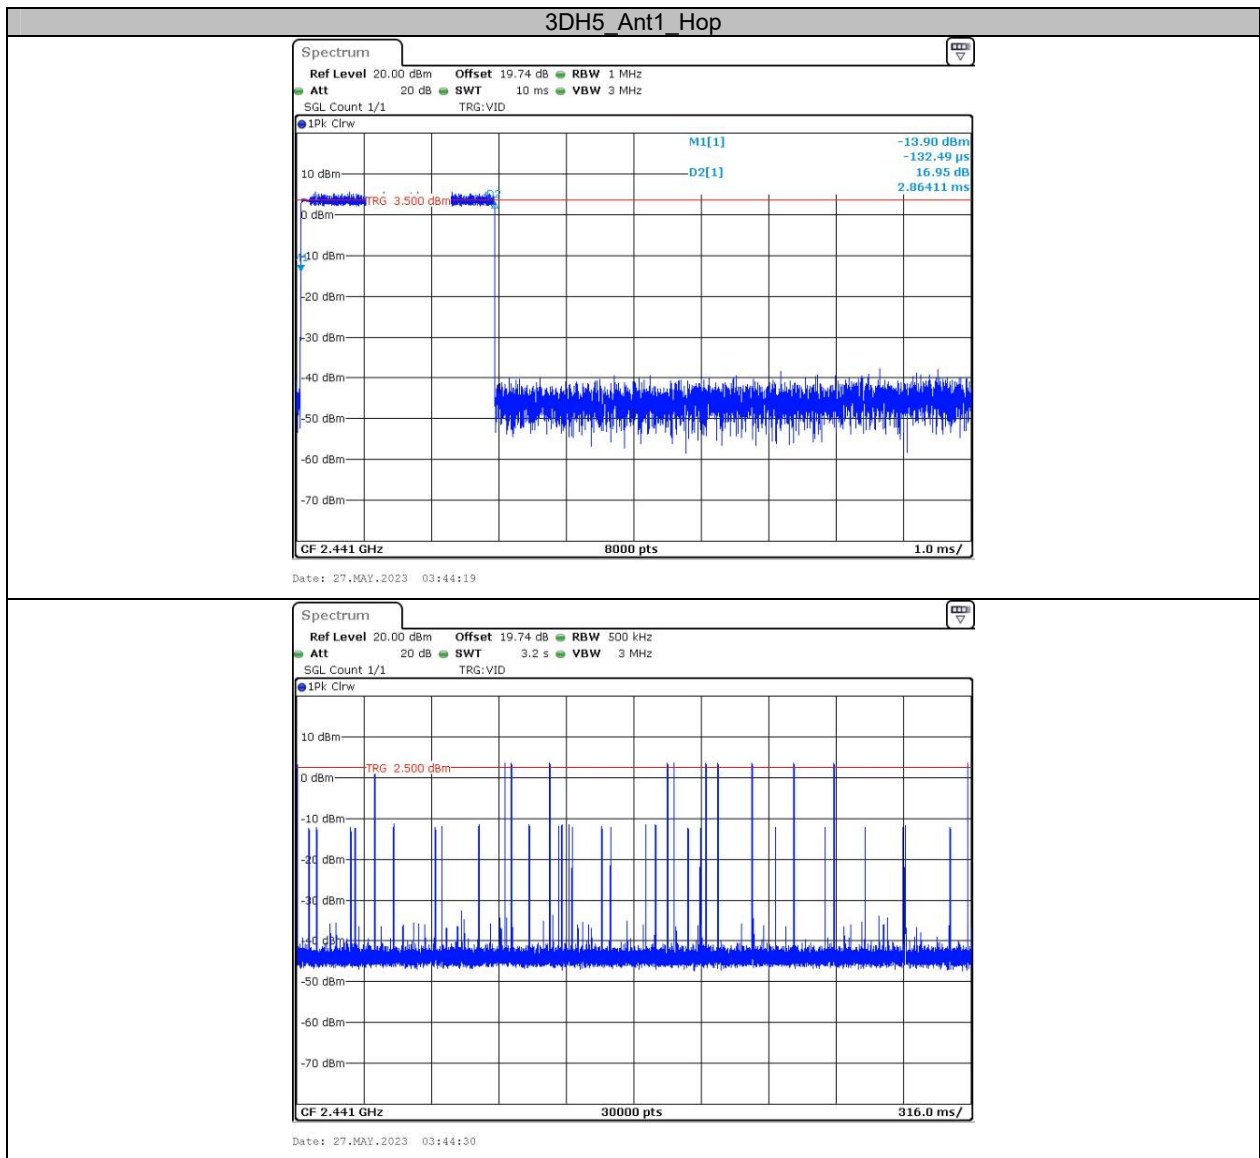 3DH5_Ant1_Hop
Spectrum
Ref Level 20.00 dBm Offset 19.74 dB RBW 1 MHz
Att 20 dB SWT 10 ms VBW 3 MHz
SGL Count 1/1 TRG:VID
1Pk Clrw
M1[1] -13.90 dBm
-132.49 µs
10 dBm D2[1] 16.95 dB
2.86411 ms
TRG 3.500 dBm
0 dBm
-10 dBm
-20 dBm
-30 dBm
-40 dBm
-50 dBm
-60 dBm
-70 dBm
CF 2.441 GHz 8000 pts 1.0 ms/
Date: 27.MAY.2023 03:44:19
Spectrum
Ref Level 20.00 dBm Offset 19.74 dB RBW 500 kHz
Att 20 dB SWT 3.2 s VBW 3 MHz
SGL Count 1/1 TRG:VID
1Pk Clrw
10 dBm
TRG 2.500 dBm
0 dBm
-10 dBm
-20 dBm
-30 dBm
-40 dBm
-50 dBm
-60 dBm
-70 dBm
CF 2.441 GHz 30000 pts 316.0 ms/
Date: 27.MAY.2023 03:44:30